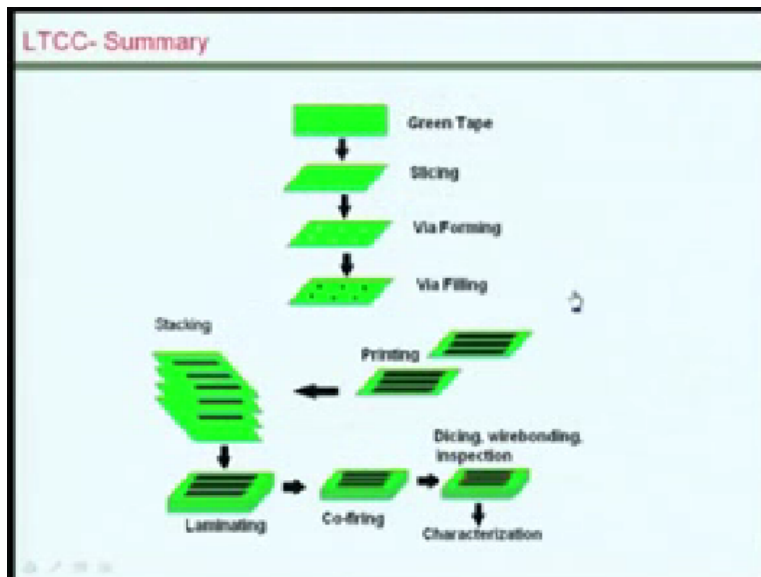 LTCC- Summary
Green Tape
Slicing
Via Forming
Via Filling
Stacking
Printing
Dicing, wirebonding,
inspection
Laminating
Co-firing
Characterization